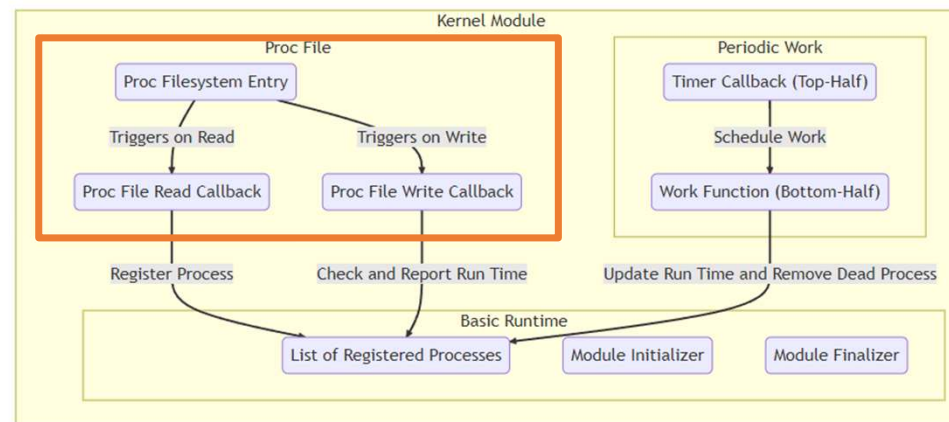 Kernel Module
Proc File
Periodic Work
Proc Filesystem Entry
Timer Callback (Top-Half)
Triggers on Read
Triggers on Write
Schedule Work
Proc File Read Callback
Proc File Write Callback
Work Function (Bottom-Half)
Register Process
Check and Report Run Time
Update Run Time and Remove Dead Process
Basic Runtime
List of Registered Processes
Module Initializer
Module Finalizer